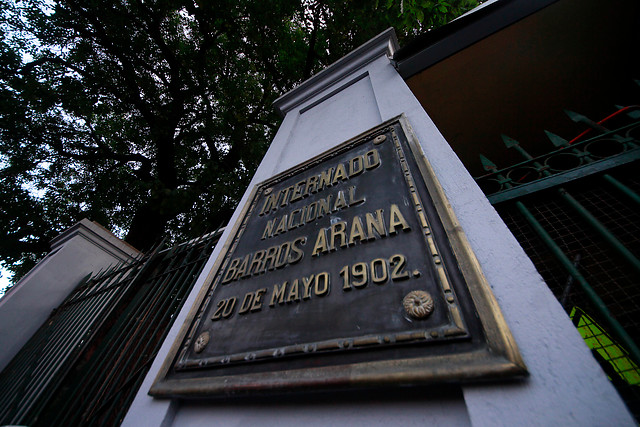 INTERNADO
NACIONAL
BARROS ARANA
20 DE MAYO 1902.